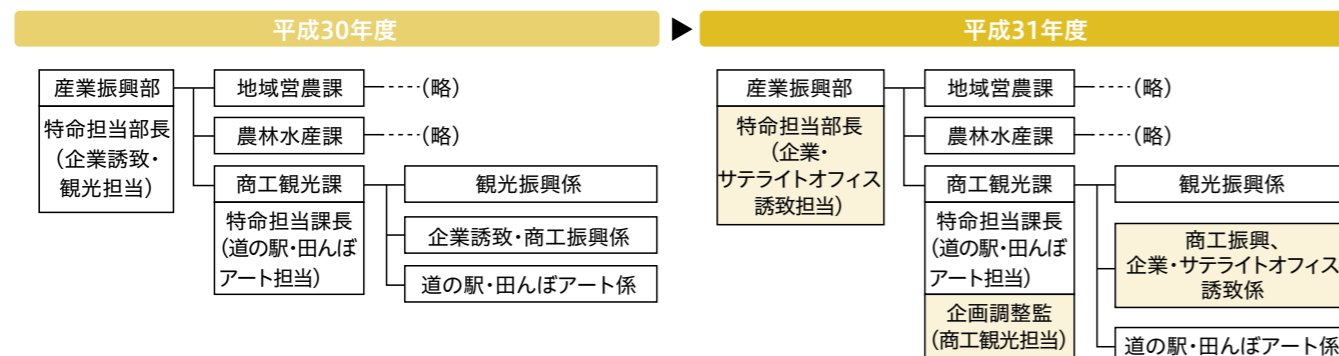 平成30年度
産業振興部
特命担当部長
(企業誘致・
観光担当)
地域営農課
(略)
農林水産課
(略)
商工観光課
特命担当課長
(道の駅・田んぼ
アート担当)
観光振興係
企業誘致・商工振興係
道の駅・田んぼアート係
▶
平成31年度
産業振興部
特命担当部長
(企業・
サテライトオフィス
誘致担当)
地域営農課
(略)
農林水産課
(略)
商工観光課
特命担当課長
(道の駅・田んぼ
アート担当)
企画調整監
(商工観光担当)
観光振興係
商工振興、
企業・サテライトオフィス
誘致係
道の駅・田んぼアート係